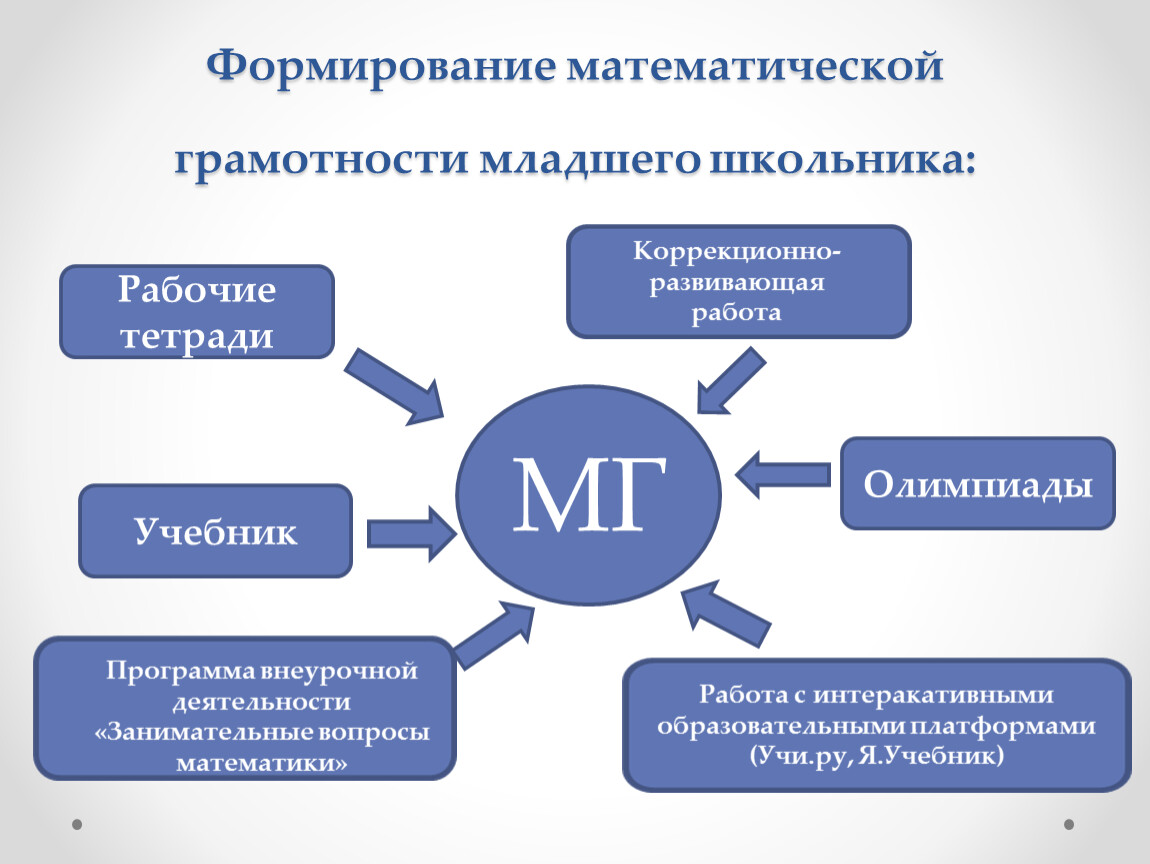 Формирование математической
грамотности младшего школьника:
Коррекционно-
развивающая
работа
Рабочие
тетради
МГ
Олимпиады
Учебник
Программа внеурочной
деятельности
«Занимательные вопросы
математики»
Работа с интеракативными
образовательными платформами
(Учи.ру, Я.Учебник)